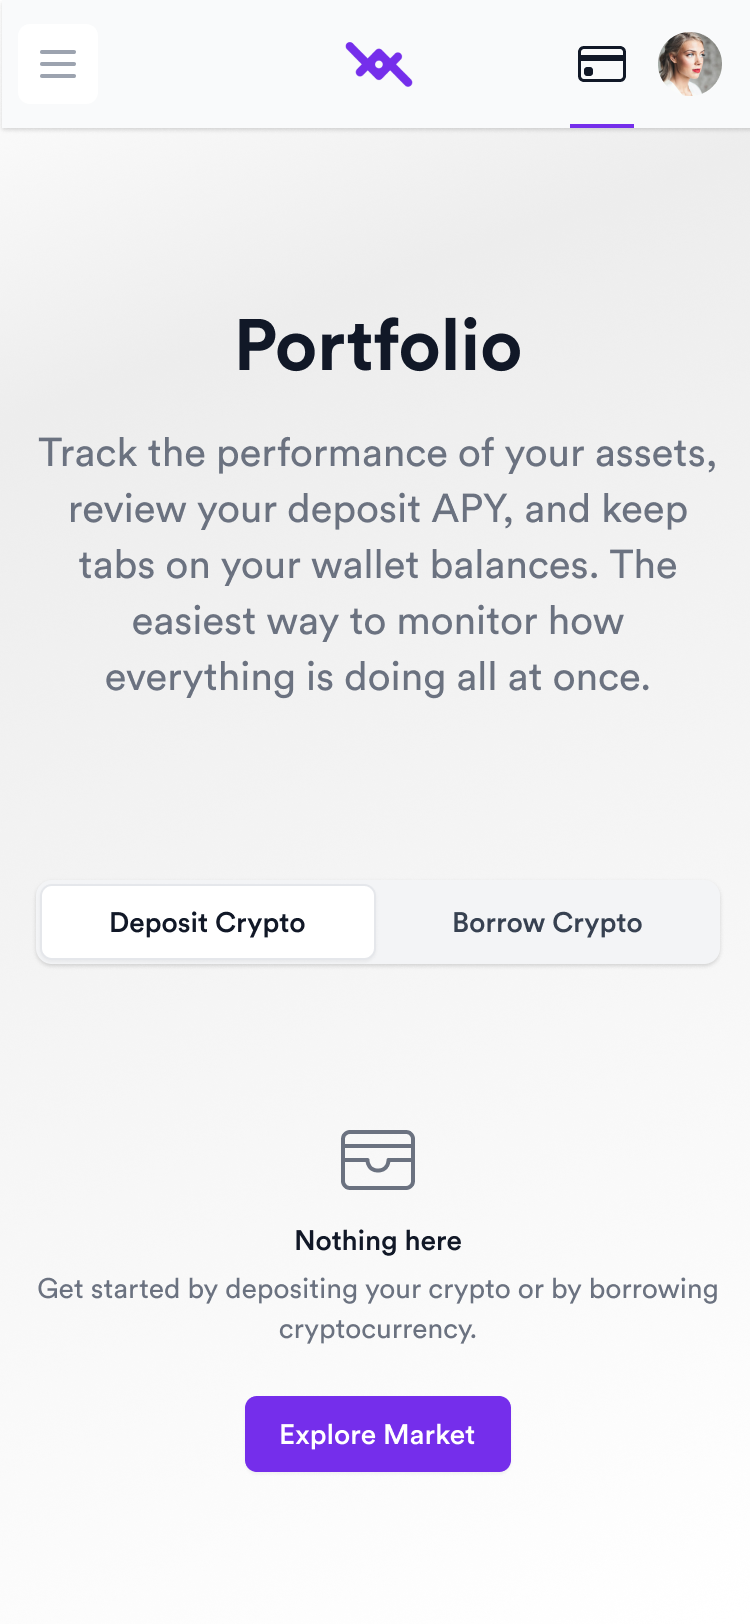 Portfolio
Track the performance of your assets,
review your deposit APY, and keep
tabs on your wallet balances. The
easiest way to monitor how
everything is doing all at once.
Deposit Crypto
Borrow Crypto
Nothing here
Get started by depositing your crypto or by borrowing
cryptocurrency.
Explore Market